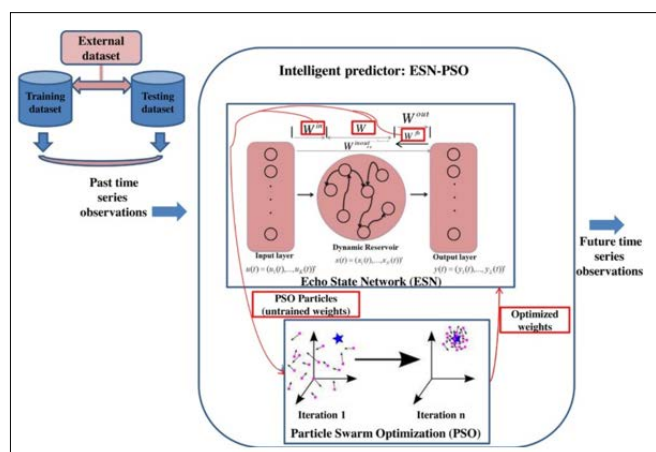 External
dataset
Training
dataset
Testing
dataset
Past time
series
observations
Intelligent predictor: ESN-PSO
W^in
W
W^out
W^fb
W^inout
Input layer
Dynamic Reservoir
Output layer
Echo State Network (ESN)
PSO Particles
(untrained weights)
Optimized
weights
Iteration 1
Iteration n
Particle Swarm Optimization (PSO)
Future time
series
observations